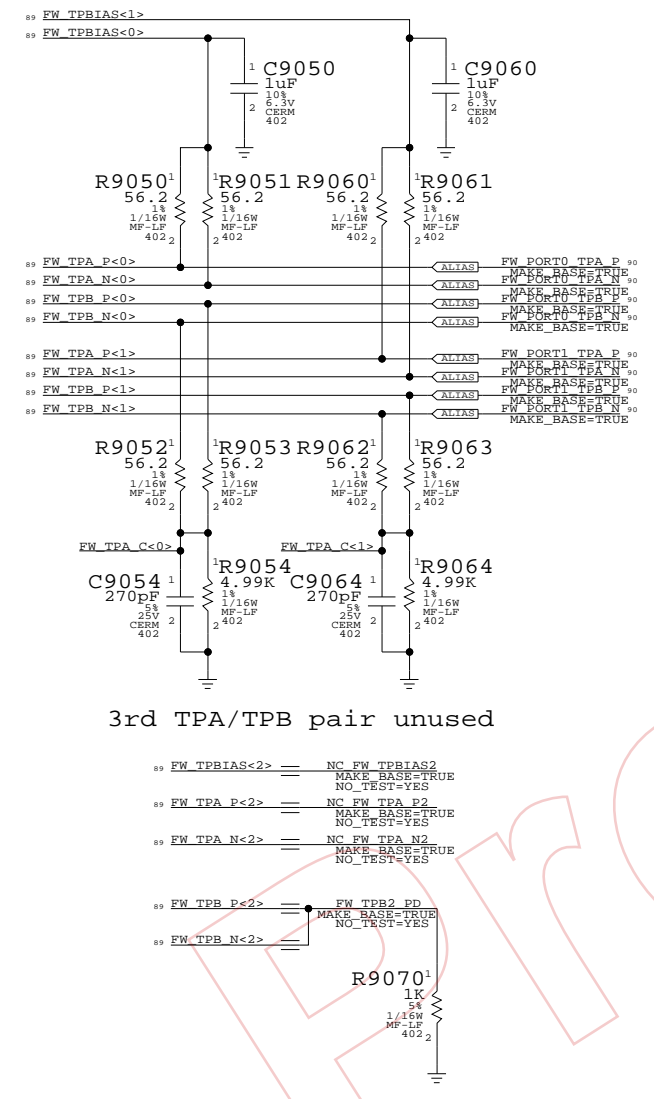 89 FW_TPBIAS<1>
89 FW_TPBIAS<0>
1 C9050
1uF
10%
6.3V
2 CERM
402
1 C9060
1uF
10%
6.3V
2 CERM
402
R9050 1
56.2
1%
1/16W
MF-LF
402 2
1 R9051
56.2
1%
1/16W
MF-LF
2 402
R9060 1
56.2
1%
1/16W
MF-LF
402 2
1 R9061
56.2
1%
1/16W
MF-LF
2 402
89 FW_TPA_P<0> ALIAS FW_PORT0_TPA_P 90
MAKE_BASE=TRUE
89 FW_TPA_N<0> ALIAS FW_PORT0_TPA_N 90
MAKE_BASE=TRUE
89 FW_TPB_P<0> ALIAS FW_PORT0_TPB_P 90
MAKE_BASE=TRUE
89 FW_TPB_N<0> ALIAS FW_PORT0_TPB_N 90
MAKE_BASE=TRUE
89 FW_TPA_P<1> ALIAS FW_PORT1_TPA_P 90
MAKE_BASE=TRUE
89 FW_TPA_N<1> ALIAS FW_PORT1_TPA_N 90
MAKE_BASE=TRUE
89 FW_TPB_P<1> ALIAS FW_PORT1_TPB_P 90
MAKE_BASE=TRUE
89 FW_TPB_N<1> ALIAS FW_PORT1_TPB_N 90
MAKE_BASE=TRUE
R9052 1
56.2
1%
1/16W
MF-LF
402 2
1 R9053
56.2
1%
1/16W
MF-LF
2 402
R9062 1
56.2
1%
1/16W
MF-LF
402 2
1 R9063
56.2
1%
1/16W
MF-LF
2 402
FW_TPA_C<0>
FW_TPA_C<1>
C9054 1
270pF
5%
25V
CERM 2
402
1 R9054
4.99K
1%
1/16W
MF-LF
2 402
C9064 1
270pF
5%
25V
CERM 2
402
1 R9064
4.99K
1%
1/16W
MF-LF
2 402
3rd TPA/TPB pair unused
89 FW_TPBIAS<2> NC_FW_TPBIAS2
MAKE_BASE=TRUE
NO_TEST=YES
89 FW_TPA_P<2> NC_FW_TPA_P2
MAKE_BASE=TRUE
NO_TEST=YES
89 FW_TPA_N<2> NC_FW_TPA_N2
MAKE_BASE=TRUE
NO_TEST=YES
89 FW_TPB_P<2> FW_TPB2_PD
MAKE_BASE=TRUE
NO_TEST=YES
89 FW_TPB_N<2>
R9070 1
1K
5%
1/16W
MF-LF
402 2
Pr